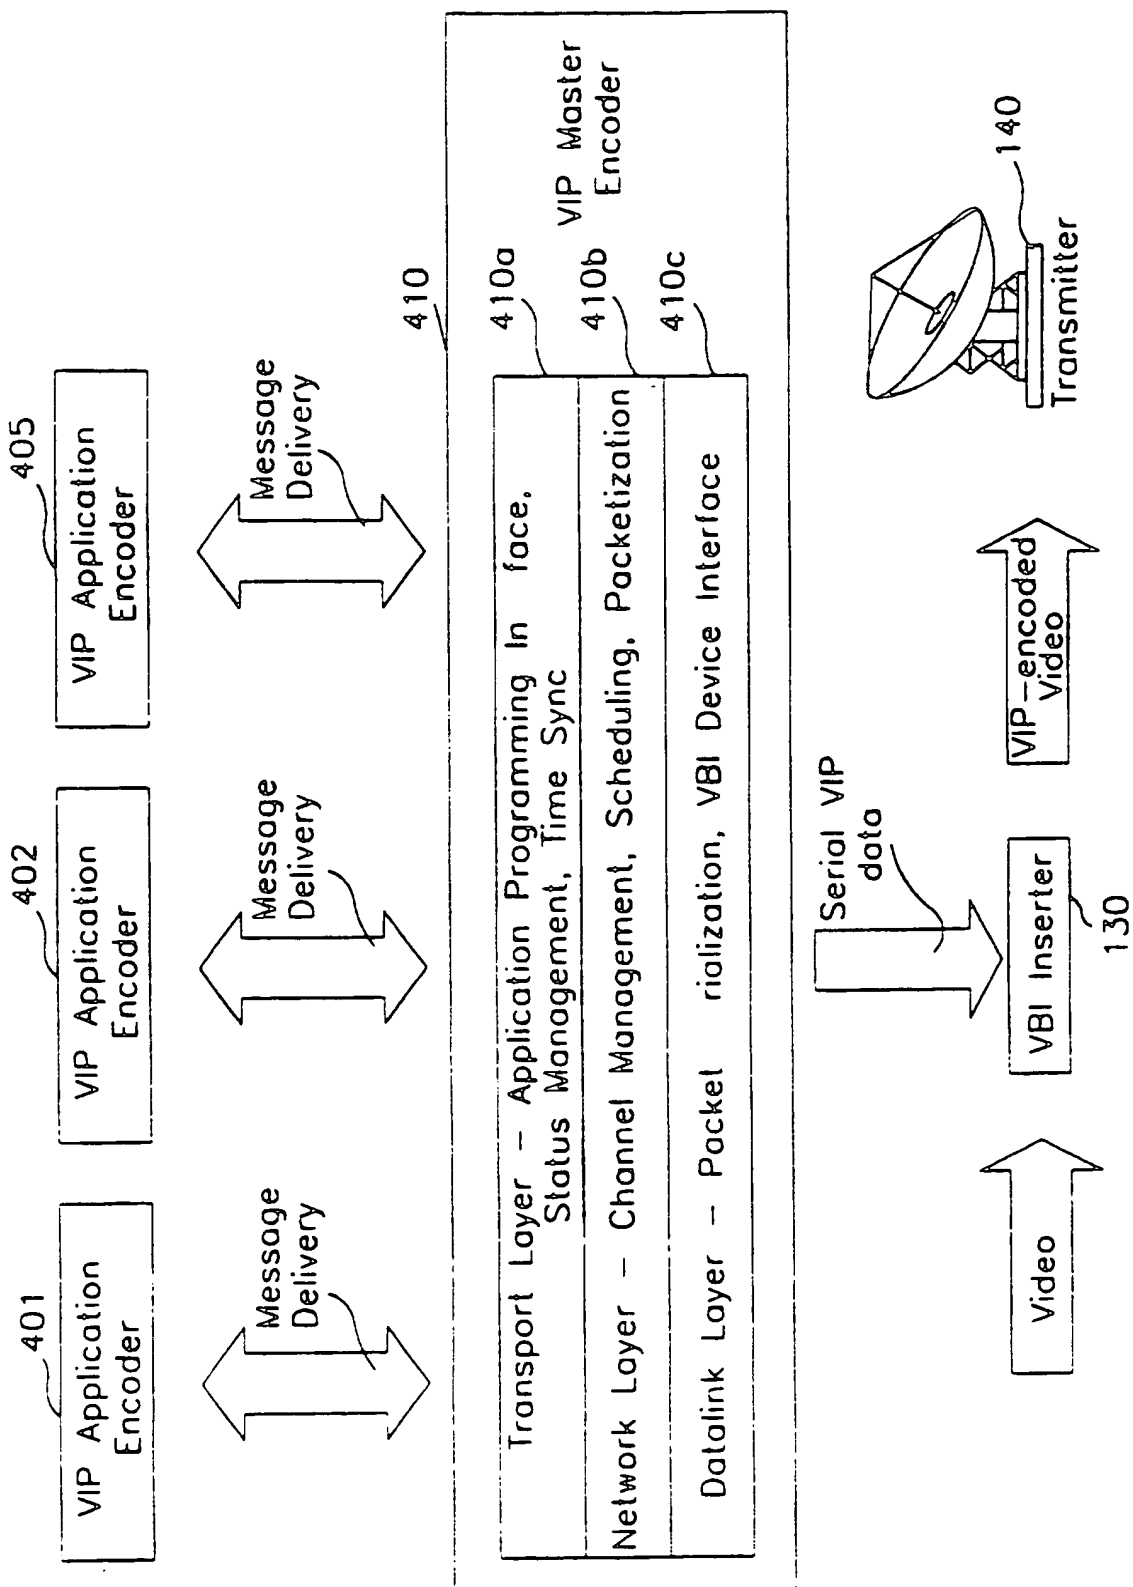 401
402
405
VIP Application
Encoder
VIP Application
Encoder
VIP Application
Encoder
Message
Delivery
Message
Delivery
Message
Delivery
410
Transport Layer – Application Programming In face,
Status Management, Time Sync
410a
Network Layer – Channel Management, Scheduling, Packetization
410b
Datalink Layer – Packet rialization, VBI Device Interface
410c
VIP Master
Encoder
Serial VIP
data
Video
VBI Inserter
130
VIP–encoded
Video
Transmitter
140